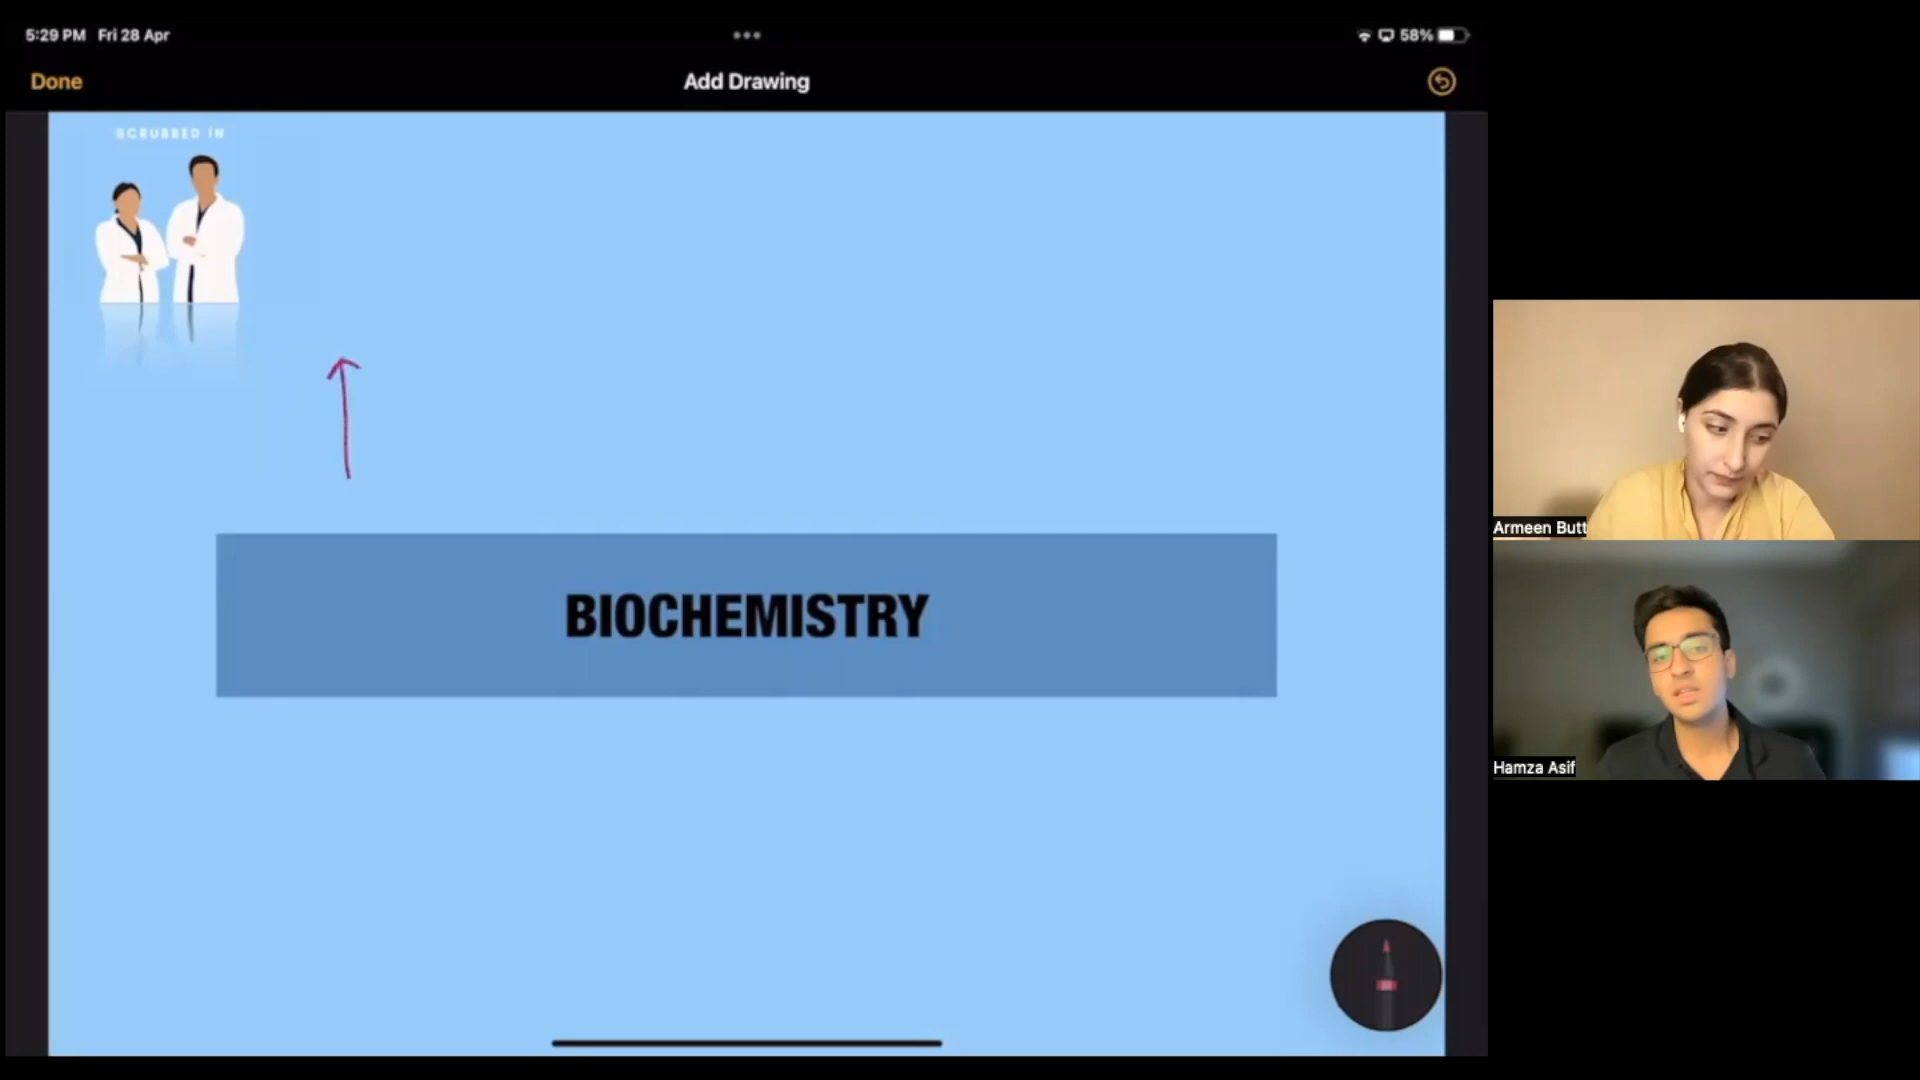 5:29 PM Fri 28 Apr
58%
Done
Add Drawing
SCRUBBED IN
BIOCHEMISTRY
Armeen Butt
Hamza Asif